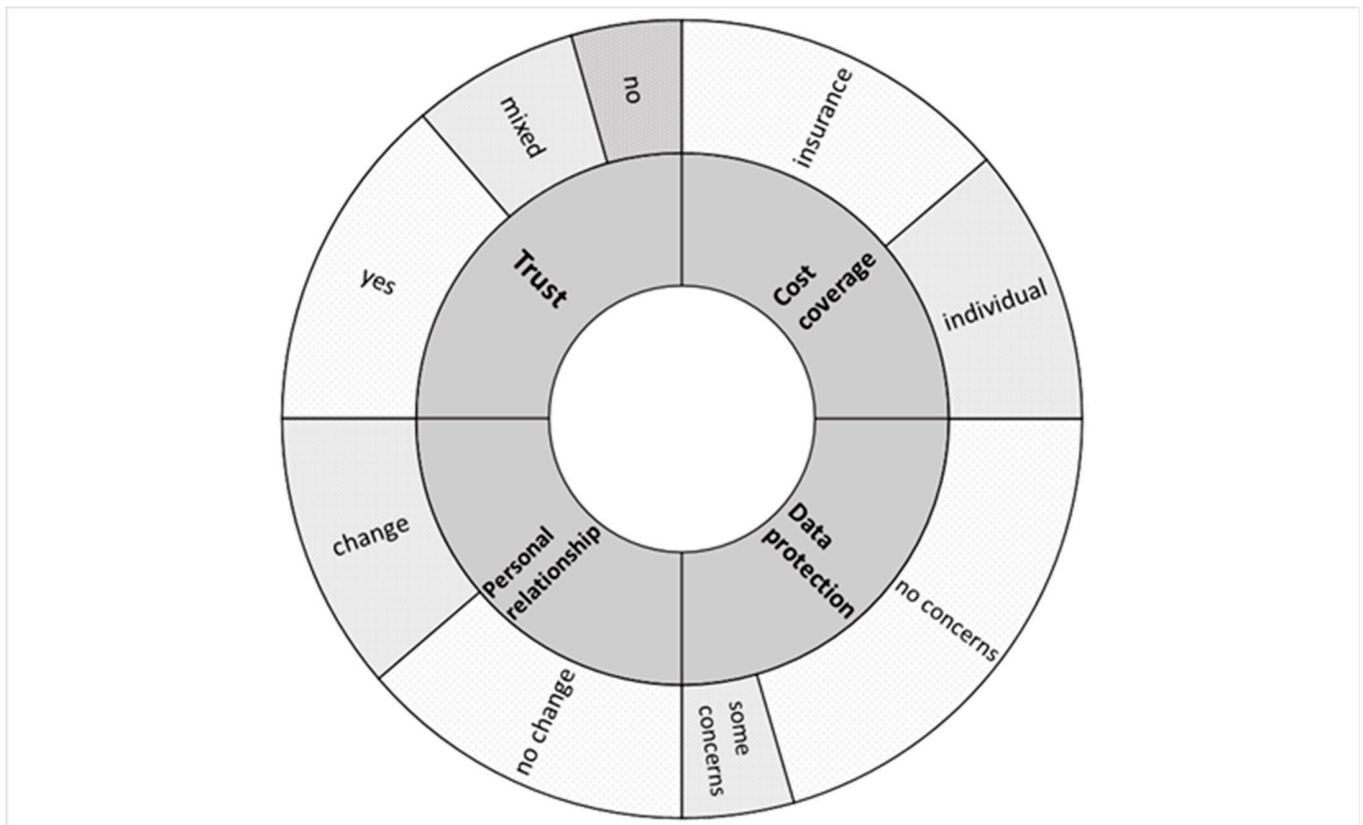 no
mixed
yes
Trust
insurance
individual
Cost
coverage
Data
protection
no concerns
some
concerns
Personal
relationship
change
no change